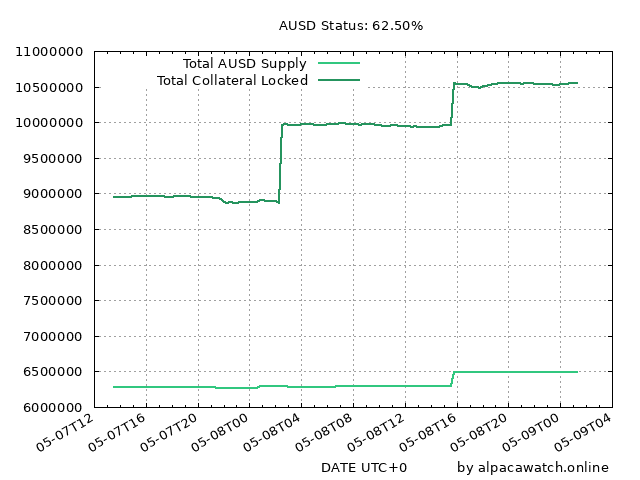 AUSD Status: 62.50%
11000000
10500000
10000000
9500000
9000000
8500000
8000000
7500000
7000000
6500000
6000000
Total AUSD Supply
Total Collateral Locked
05-07T12
05-07T16
05-07T20
05-08T00
05-08T04
05-08T08
05-08T12
05-08T16
05-08T20
05-09T00
05-09T04
DATE UTC+0
by alpacawatch.online